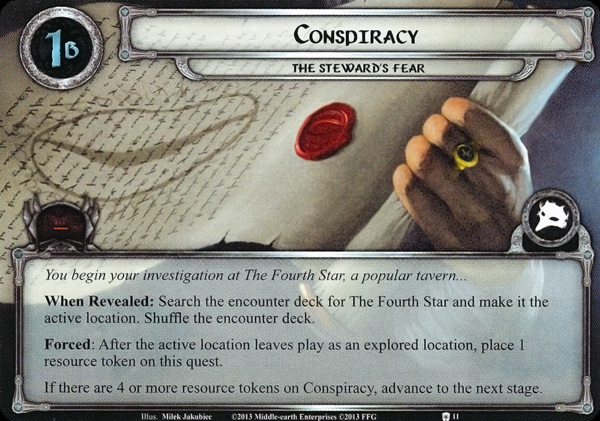 1B
CONSPIRACY
THE STEWARD'S FEAR
–
You begin your investigation at The Fourth Star, a popular tavern...
When Revealed: Search the encounter deck for The Fourth Star and make it the
active location. Shuffle the encounter deck.
Forced: After the active location leaves play as an explored location, place 1
resource token on this quest.
If there are 4 or more resource tokens on Conspiracy, advance to the next stage.
Illus. Milek Jakubiec ©2013 Middle-earth Enterprises ©2013 FFG 11